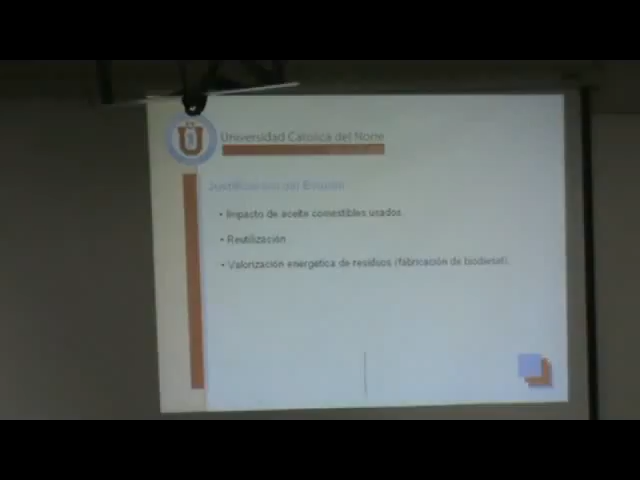 Universidad Católica del Norte
Justificación del Estudio
• Impacto de aceite comestibles usados.
• Reutilización
• Valorización energética de residuos (fabricación de biodiesel).